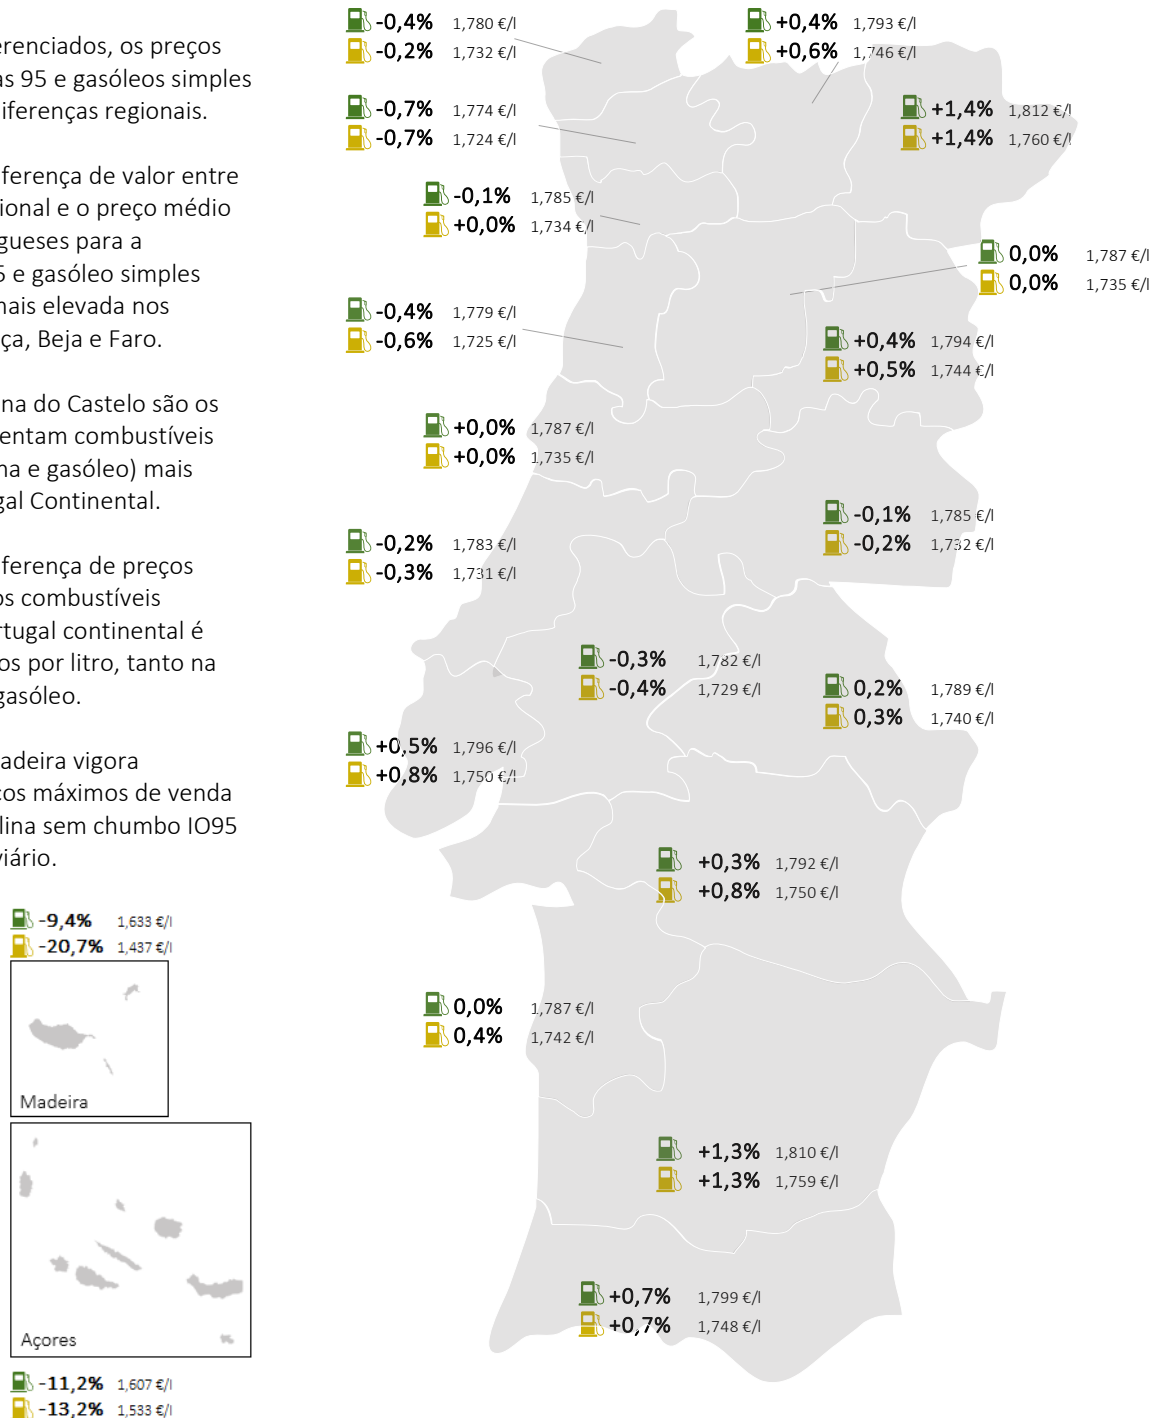 erenciados, os preços
as 95 e gasóleos simples
iferenças regionais.
ferença de valor entre
ional e o preço médio
gueses para a
5 e gasóleo simples
nais elevada nos
ça, Beja e Faro.
na do Castelo são os
entam combustíveis
na e gasóleo) mais
gal Continental.
ferença de preços
os combustíveis
rtugal continental é
os por litro, tanto na
gasóleo.
adeira vigora
ços máximos de venda
lina sem chumbo IO95
viário.
-9,4% 1,633 €/l
-20,7% 1,437 €/l
Madeira
Açores
-11,2% 1,607 €/l
-13,2% 1,533 €/l
-0,4% 1,780 €/l
-0,2% 1,732 €/l
+0,4% 1,793 €/l
+0,6% 1,746 €/l
-0,7% 1,774 €/l
-0,7% 1,724 €/l
+1,4% 1,812 €/l
+1,4% 1,760 €/l
-0,1% 1,785 €/l
+0,0% 1,734 €/l
0,0% 1,787 €/l
0,0% 1,735 €/l
-0,4% 1,779 €/l
-0,6% 1,725 €/l
+0,4% 1,794 €/l
+0,5% 1,744 €/l
+0,0% 1,787 €/l
+0,0% 1,735 €/l
-0,1% 1,785 €/l
-0,2% 1,732 €/l
-0,2% 1,783 €/l
-0,3% 1,731 €/l
-0,3% 1,782 €/l
-0,4% 1,729 €/l
0,2% 1,789 €/l
0,3% 1,740 €/l
+0,5% 1,796 €/l
+0,8% 1,750 €/l
+0,3% 1,792 €/l
+0,8% 1,750 €/l
0,0% 1,787 €/l
0,4% 1,742 €/l
+1,3% 1,810 €/l
+1,3% 1,759 €/l
+0,7% 1,799 €/l
+0,7% 1,748 €/l